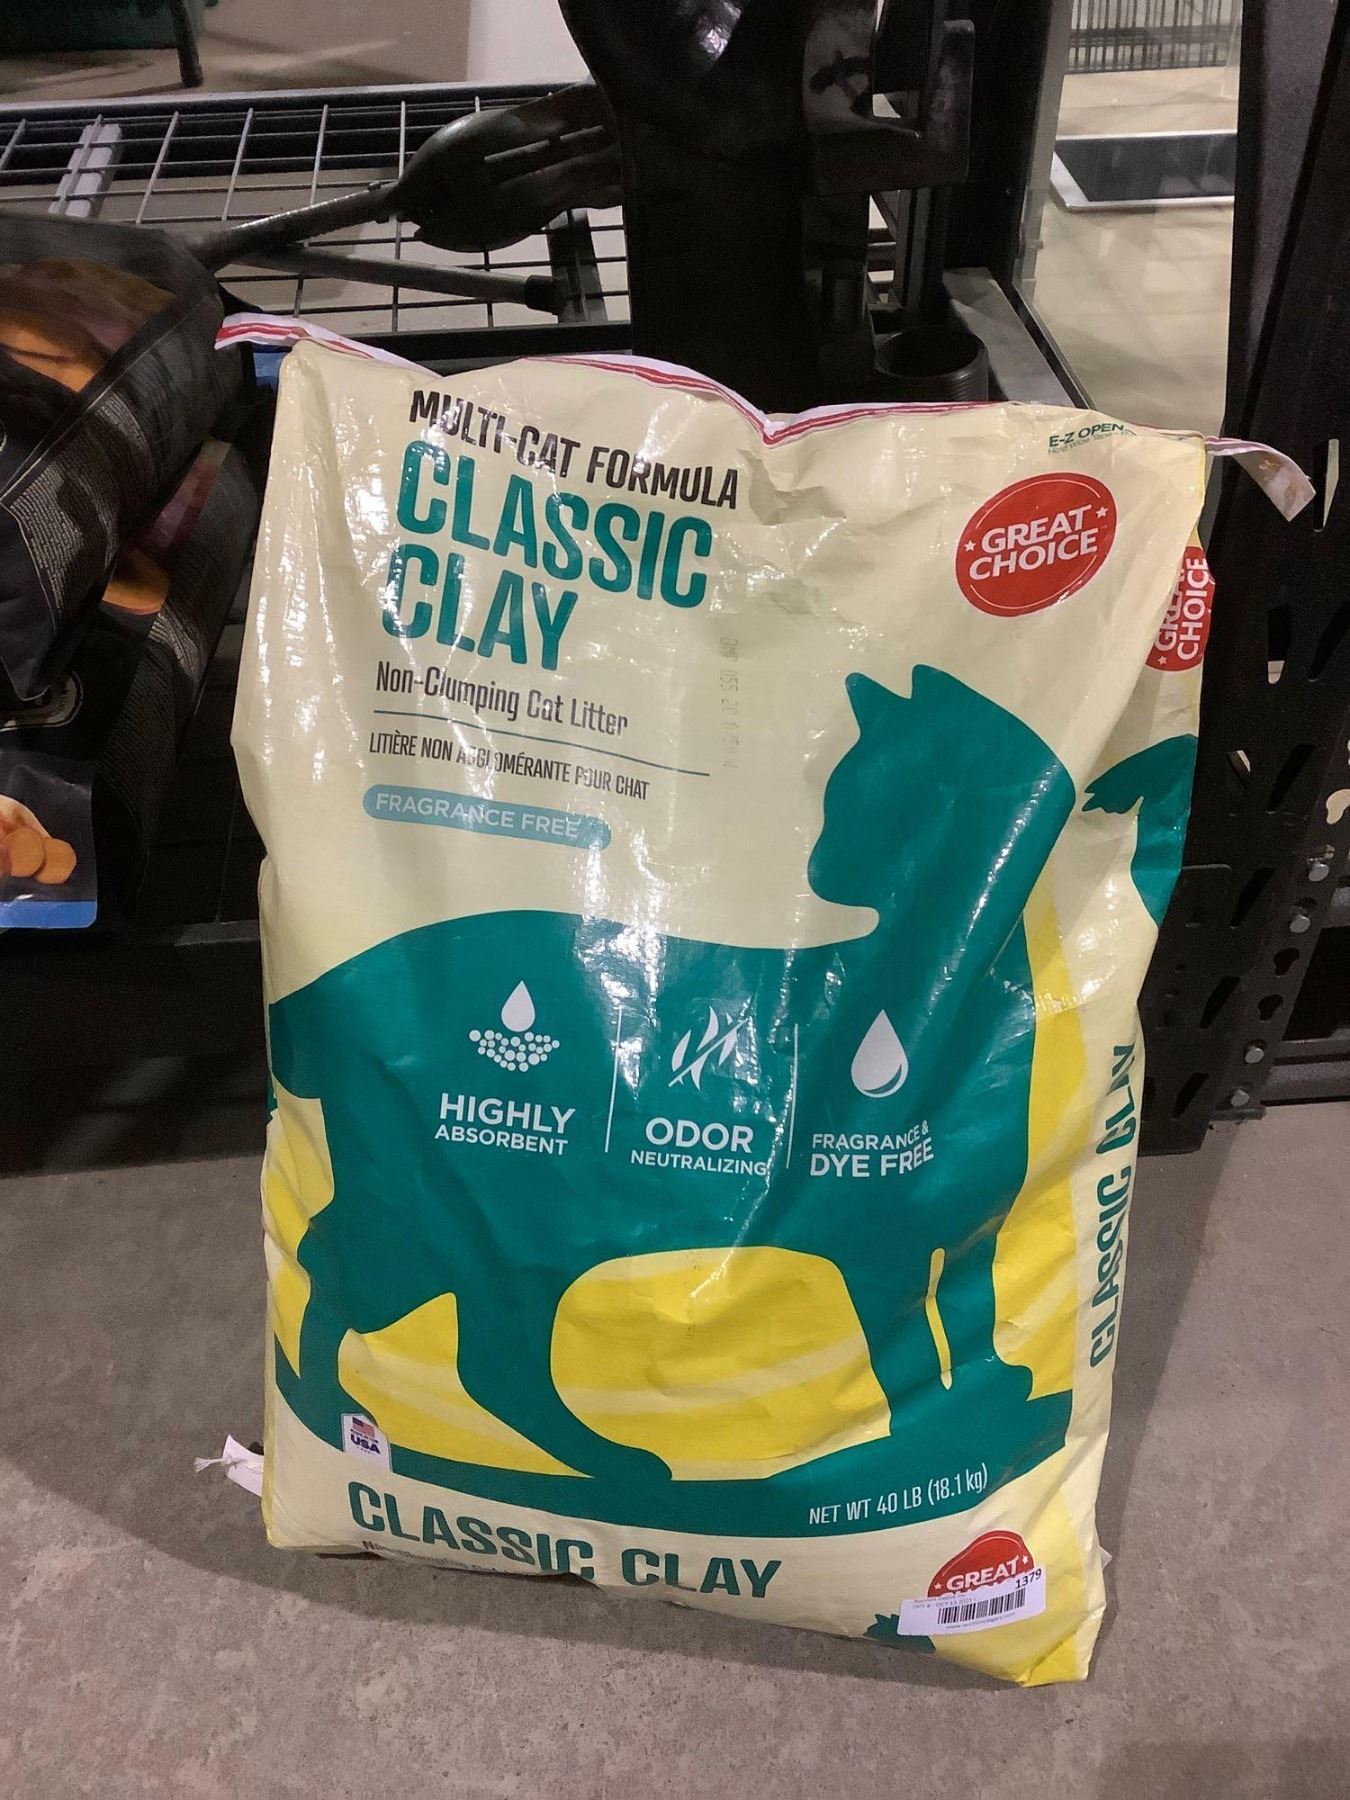 MULTI-CAT FORMULA
CLASSIC
CLAY
Non-Clumping Cat Litter
LITIÈRE NON AGGLOMÉRANTE POUR CHAT
FRAGRANCE FREE
E-Z OPEN
GREAT
CHOICE
GREAT
CHOICE
HIGHLY
ABSORBENT
ODOR
NEUTRALIZING
FRAGRANCE &
DYE FREE
CLASSIC CLAY
USA
NET WT 40 LB (18.1 kg)
CLASSIC CLAY
GREAT
1379